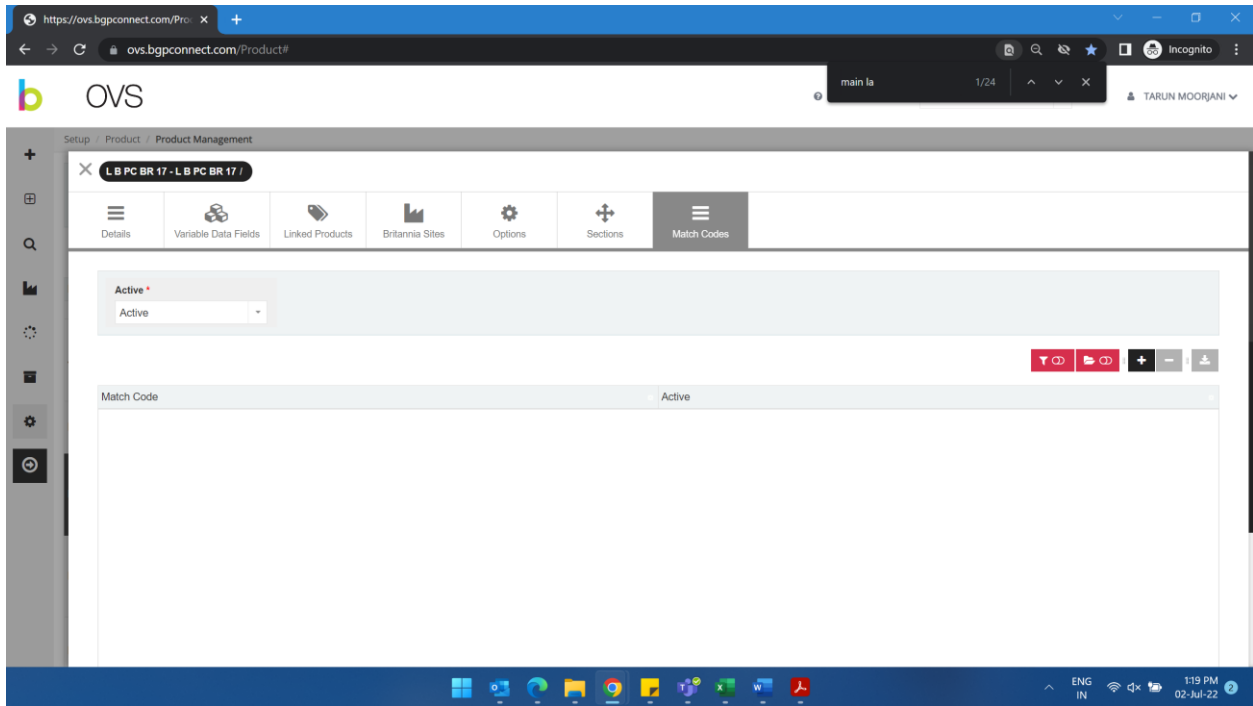 https://ovs.bgpconnect.com/Pro
ovs.bgpconnect.com/Product#
Incognito
main la 1/24
b OVS
TARUN MOORJANI
Setup / Product / Product Management
L B PC BR 17 - L B PC BR 17 /
Details Variable Data Fields Linked Products Britannia Sites Options Sections Match Codes
Active *
Active
Match Code Active
ENG
IN
1:19 PM
02-Jul-22
2